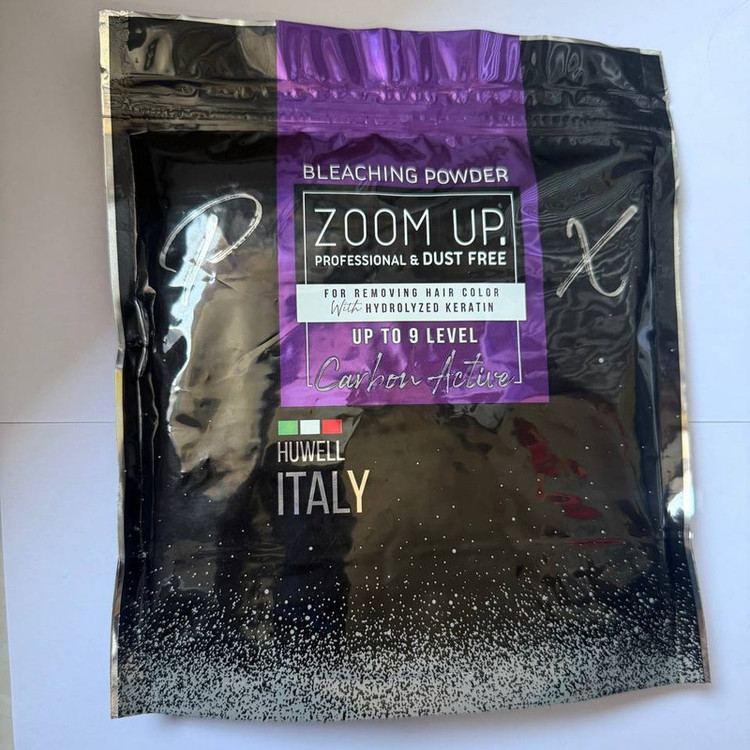 BLEACHING POWDER
ZOOM UP.
PROFESSIONAL & DUST FREE
FOR REMOVING HAIR COLOR
With HYDROLYZED KERATIN
UP TO 9 LEVEL
Carbon Active
P X
HUWELL
ITALY